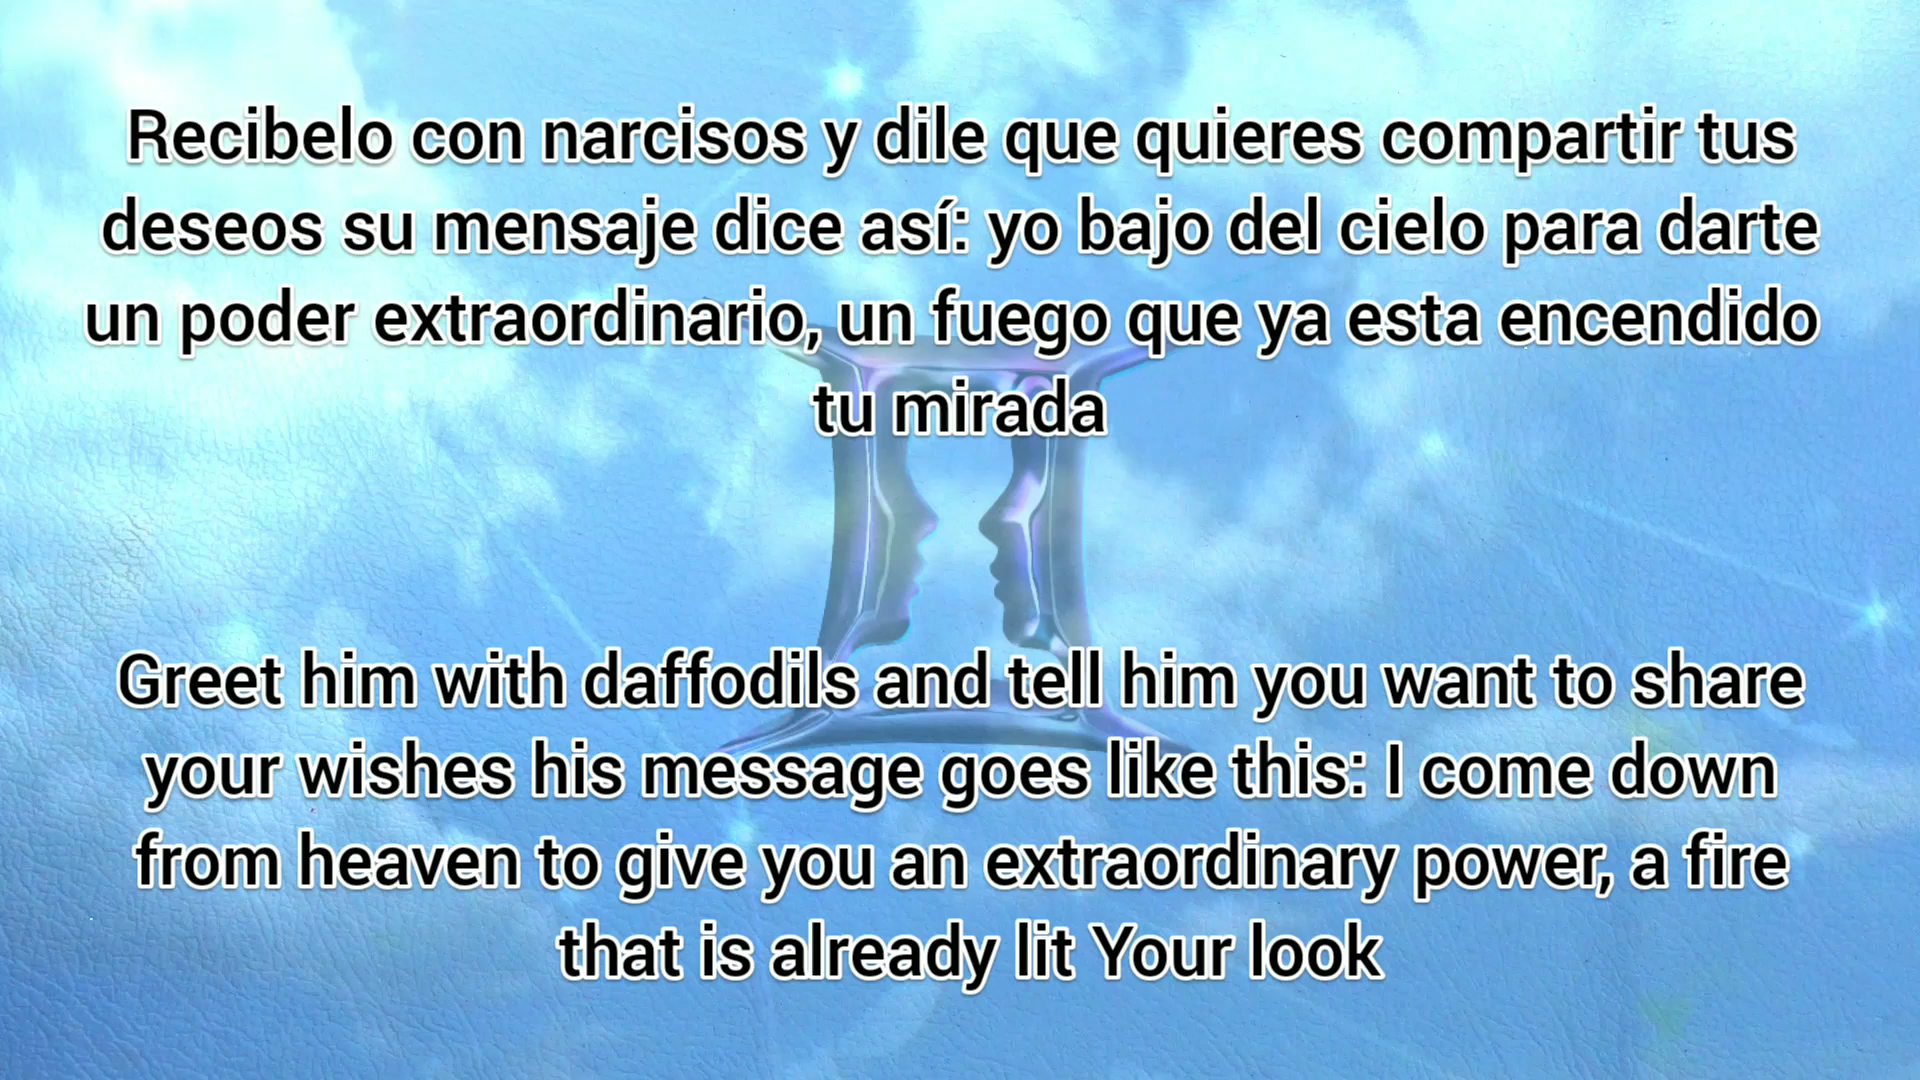 Recibelo con narcisos y dile que quieres compartir tus
deseos su mensaje dice así: yo bajo del cielo para darte
un poder extraordinario, un fuego que ya esta encendido
tu mirada
Greet him with daffodils and tell him you want to share
your wishes his message goes like this: I come down
from heaven to give you an extraordinary power, a fire
that is already lit Your look